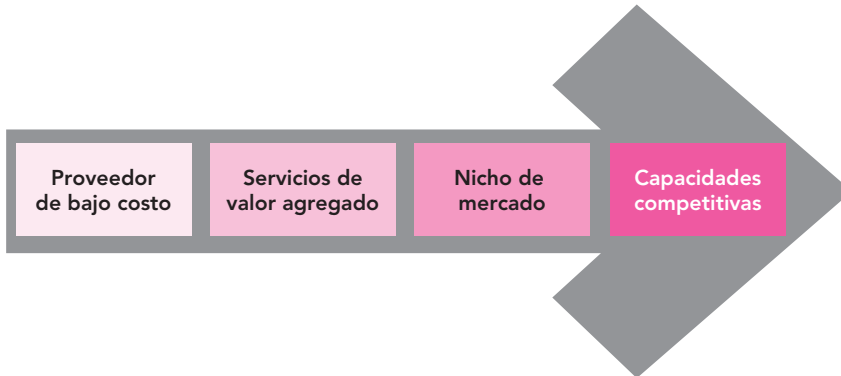 Proveedor
de bajo costo
Servicios de
valor agregado
Nicho de
mercado
Capacidades
competitivas